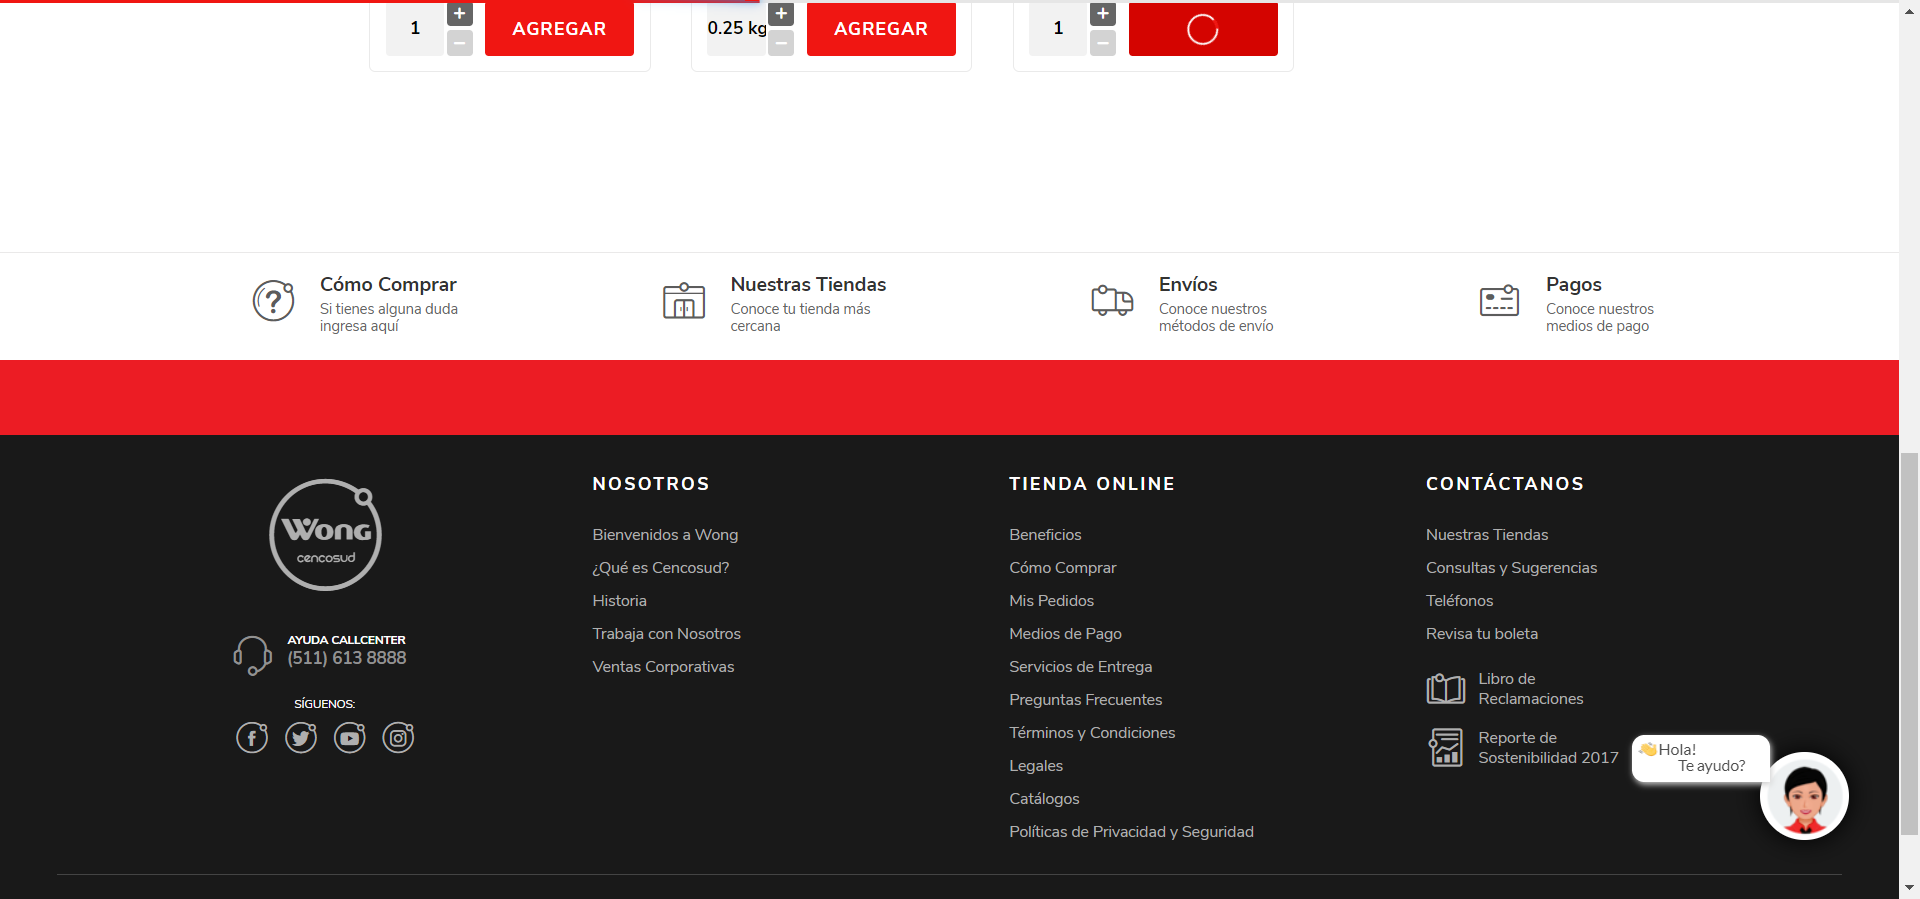 1
+
−
AGREGAR
0.25 kg
+
−
AGREGAR
1
+
−
Cómo Comprar
Si tienes alguna duda
ingresa aquí
Nuestras Tiendas
Conoce tu tienda más
cercana
Envíos
Conoce nuestros
métodos de envío
Pagos
Conoce nuestros
medios de pago
Wong
cencosud
AYUDA CALLCENTER
(511) 613 8888
SÍGUENOS:
NOSOTROS
Bienvenidos a Wong
¿Qué es Cencosud?
Historia
Trabaja con Nosotros
Ventas Corporativas
TIENDA ONLINE
Beneficios
Cómo Comprar
Mis Pedidos
Medios de Pago
Servicios de Entrega
Preguntas Frecuentes
Términos y Condiciones
Legales
Catálogos
Políticas de Privacidad y Seguridad
CONTÁCTANOS
Nuestras Tiendas
Consultas y Sugerencias
Teléfonos
Revisa tu boleta
Libro de
Reclamaciones
Reporte de
Sostenibilidad 2017
👋Hola!
Te ayudo?